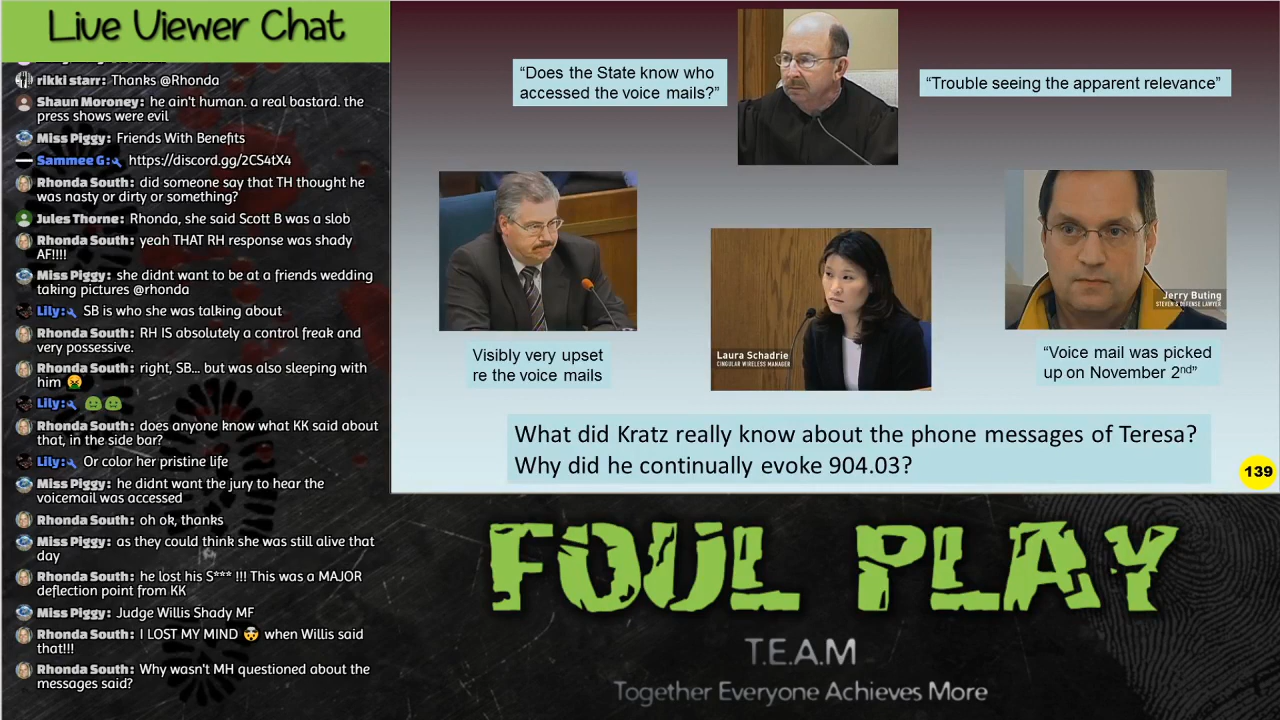 Live Viewer Chat
rikki starr: Thanks @Rhonda
Shaun Moroney: he ain't human. a real bastard. the
press shows were evil
Miss Piggy: Friends With Benefits
Sammee G: https://discord.gg/2CS4tX4
Rhonda South: did someone say that TH thought he
was nasty or dirty or something?
Jules Thorne: Rhonda, she said Scott B was a slob
Rhonda South: yeah THAT RH response was shady
AF!!!!
Miss Piggy: she didnt want to be at a friends wedding
taking pictures @rhonda
Lily: SB is who she was talking about
Rhonda South: RH IS absolutely a control freak and
very possessive.
Rhonda South: right, SB... but was also sleeping with
him 🤮
Lily: 🤢🤢
Rhonda South: does anyone know what KK said about
that, in the side bar?
Lily: Or color her pristine life
Miss Piggy: he didnt want the jury to hear the
voicemail was accessed
Rhonda South: oh ok, thanks
Miss Piggy: as they could think she was still alive that
day
Rhonda South: he lost his S*** !!! This was a MAJOR
deflection point from KK
Miss Piggy: Judge Willis Shady MF
Rhonda South: I LOST MY MIND 🤯 when Willis said
that!!!
Rhonda South: Why wasn't MH questioned about the
messages said?
“Does the State know who
accessed the voice mails?”
“Trouble seeing the apparent relevance”
Visibly very upset
re the voice mails
Laura Schadrie
CINGULAR WIRELESS MANAGER
Jerry Buting
STEVEN'S DEFENSE LAWYER
“Voice mail was picked
up on November 2nd”
What did Kratz really know about the phone messages of Teresa?
Why did he continually evoke 904.03?
139
FOUL PLAY
T.E.A.M
Together Everyone Achieves More